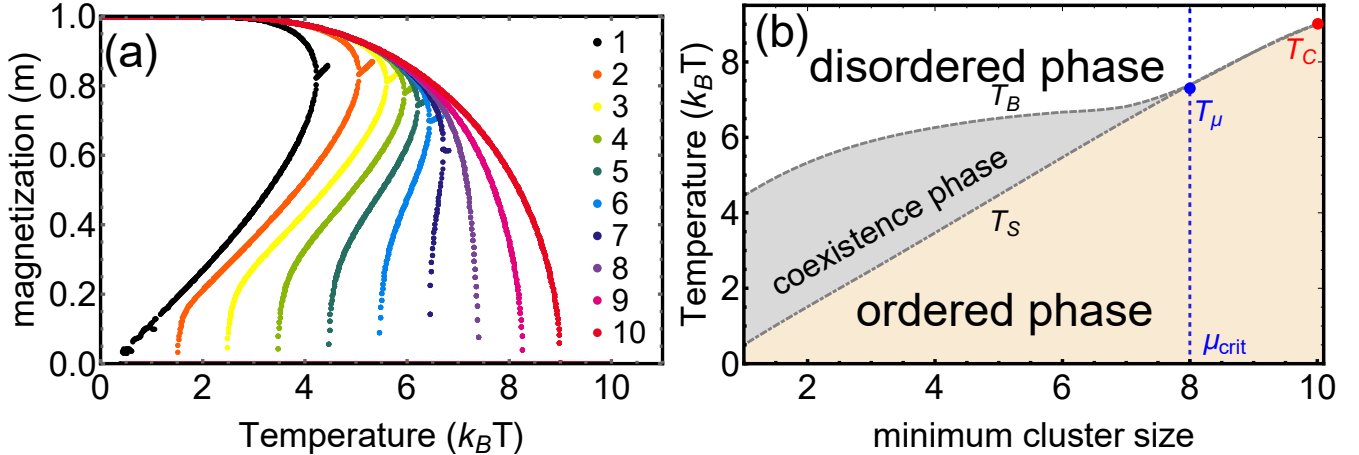 (a)
magnetization (m)
1.0
0.8
0.6
0.4
0.2
0.0
0 2 4 6 8 10
Temperature (k_BT)
1
2
3
4
5
6
7
8
9
10
(b)
Temperature (k_BT)
8
6
4
2
0
2 4 6 8 10
minimum cluster size
disordered phase
T_C
T_B
T_μ
coexistence phase
T_S
ordered phase
μ_crit